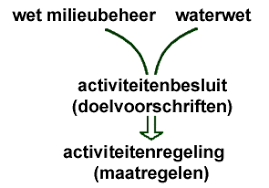 wet milieubeheer waterwet
activiteitenbesluit
(doelvoorschriften)
activiteitenregeling
(maatregelen)